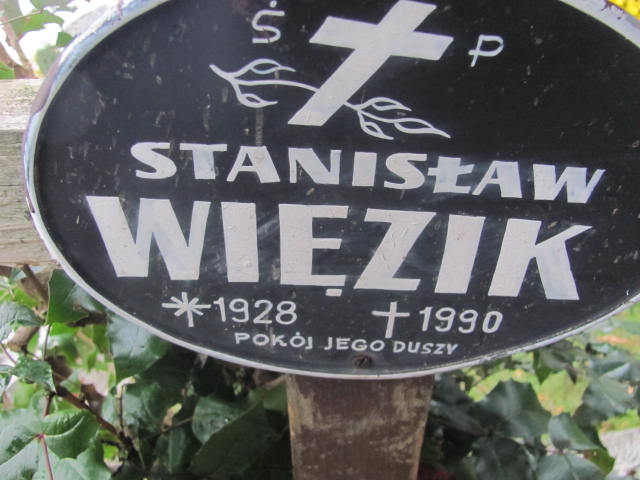 Ś P
STANISŁAW
WIĘZIK
* 1928 † 1990
POKÓJ JEGO DUSZY